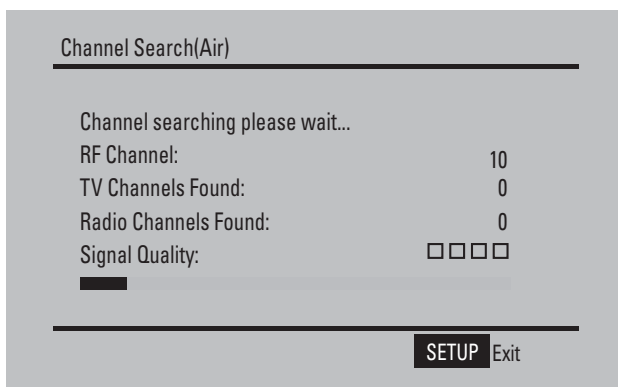 Channel Search(Air)
Channel searching please wait...
RF Channel: 10
TV Channels Found: 0
Radio Channels Found: 0
Signal Quality:
SETUP Exit